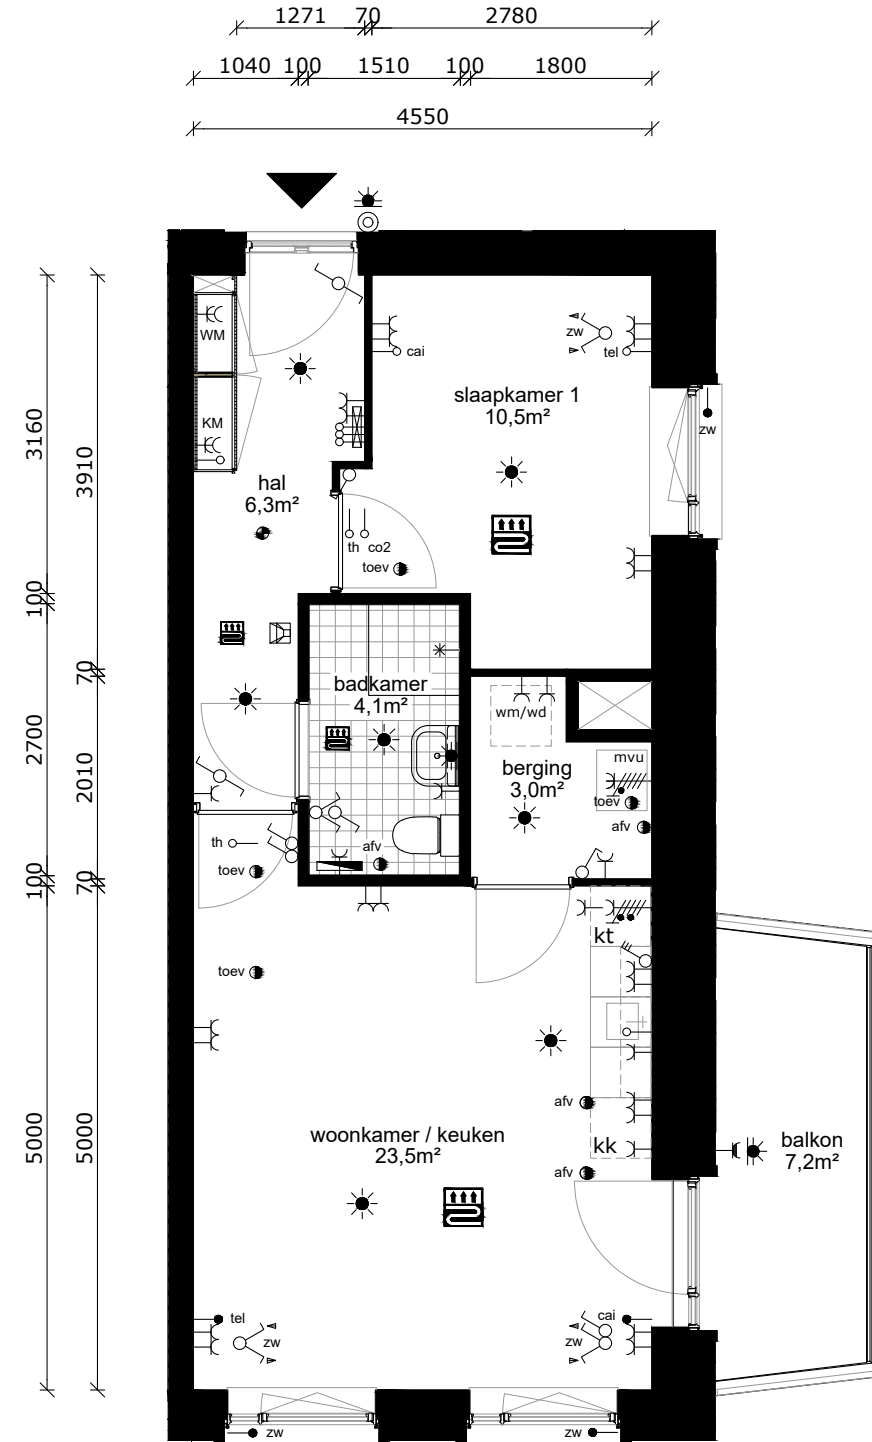 1271 70 2780
1040 100 1510 100 1800
4550
WM
cai
zw
tel
slaapkamer 1
10,5m²
zw
KM
3160
3910
hal
6,3m²
th co2
toev
100
70
badkamer
4,1m²
wm/wd
2700
2010
berging
3,0m²
mvu
toev
afv
th
afv
toev
100
70
kt
toev
afv
woonkamer / keuken
23,5m²
kk
balkon
7,2m²
5000
5000
afv
tel
zw
cai
zw
zw
zw